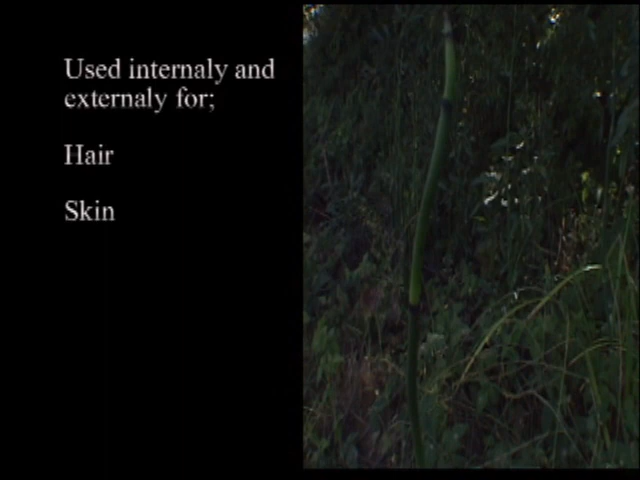 Used internaly and
externaly for;
Hair
Skin